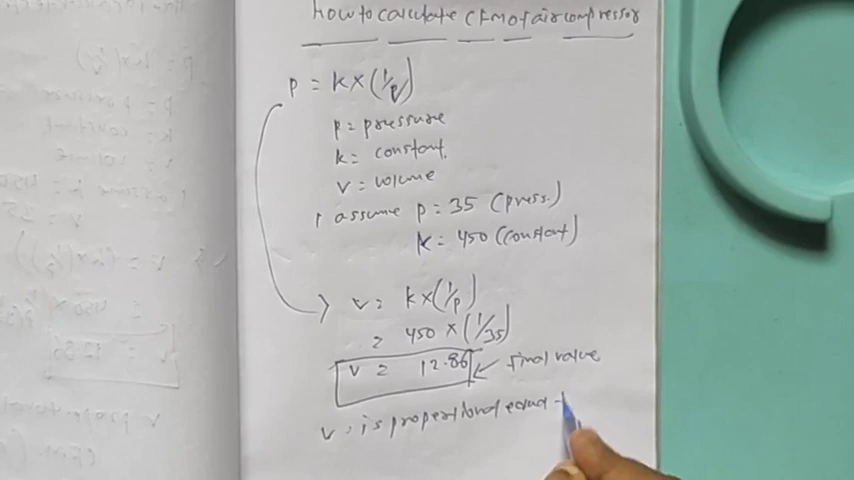 how to calculate CFM of air compressor
P = K × (1/V)
P = pressure
k = constant.
V = volume
I assume P = 35 (press.)
K = 450 (constant)
V = K × (1/P)
= 450 × (1/35)
V = 12.86 ← final value
V : is proportional equal